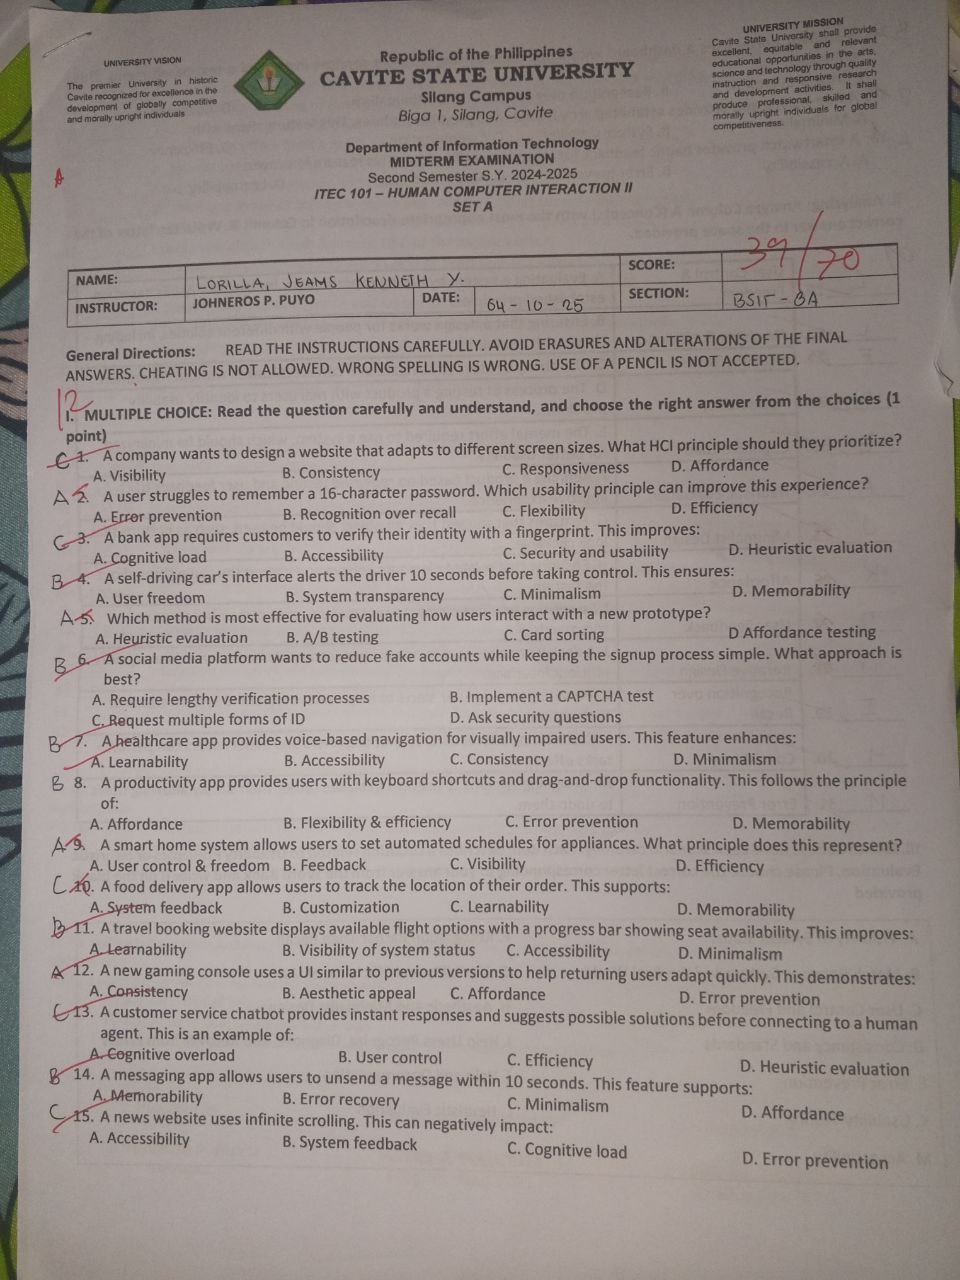 UNIVERSITY VISION
The premier University in historic
Cavite recognized for excellence in the
development of globally competitive
and morally upright individuals
Republic of the Philippines
CAVITE STATE UNIVERSITY
Silang Campus
Biga 1, Silang, Cavite
UNIVERSITY MISSION
Cavite State University shall provide
excellent, equitable and relevant
educational opportunities in the arts,
science and technology through quality
instruction and responsive research
and development activities. It shall
produce professional, skilled and
morally upright individuals for global
competitiveness.
Department of Information Technology
MIDTERM EXAMINATION
Second Semester S.Y. 2024-2025
ITEC 101 – HUMAN COMPUTER INTERACTION II
SET A
A
NAME: LORILLA, JEAMS KENNETH Y. SCORE: 39/70
INSTRUCTOR: JOHNEROS P. PUYO DATE: 04-10-25 SECTION: BSIT-3A
General Directions: READ THE INSTRUCTIONS CAREFULLY. AVOID ERASURES AND ALTERATIONS OF THE FINAL
ANSWERS. CHEATING IS NOT ALLOWED. WRONG SPELLING IS WRONG. USE OF A PENCIL IS NOT ACCEPTED.
12
I. MULTIPLE CHOICE: Read the question carefully and understand, and choose the right answer from the choices (1
point)
C 1. A company wants to design a website that adapts to different screen sizes. What HCI principle should they prioritize?
A. Visibility B. Consistency C. Responsiveness D. Affordance
A 2. A user struggles to remember a 16-character password. Which usability principle can improve this experience?
A. Error prevention B. Recognition over recall C. Flexibility D. Efficiency
C 3. A bank app requires customers to verify their identity with a fingerprint. This improves:
A. Cognitive load B. Accessibility C. Security and usability D. Heuristic evaluation
B 4. A self-driving car's interface alerts the driver 10 seconds before taking control. This ensures:
A. User freedom B. System transparency C. Minimalism D. Memorability
A 5. Which method is most effective for evaluating how users interact with a new prototype?
A. Heuristic evaluation B. A/B testing C. Card sorting D Affordance testing
B 6. A social media platform wants to reduce fake accounts while keeping the signup process simple. What approach is
best?
A. Require lengthy verification processes B. Implement a CAPTCHA test
C. Request multiple forms of ID D. Ask security questions
B 7. A healthcare app provides voice-based navigation for visually impaired users. This feature enhances:
A. Learnability B. Accessibility C. Consistency D. Minimalism
B 8. A productivity app provides users with keyboard shortcuts and drag-and-drop functionality. This follows the principle
of:
A. Affordance B. Flexibility & efficiency C. Error prevention D. Memorability
A 9. A smart home system allows users to set automated schedules for appliances. What principle does this represent?
A. User control & freedom B. Feedback C. Visibility D. Efficiency
C 10. A food delivery app allows users to track the location of their order. This supports:
A. System feedback B. Customization C. Learnability D. Memorability
B 11. A travel booking website displays available flight options with a progress bar showing seat availability. This improves:
A. Learnability B. Visibility of system status C. Accessibility D. Minimalism
A 12. A new gaming console uses a UI similar to previous versions to help returning users adapt quickly. This demonstrates:
A. Consistency B. Aesthetic appeal C. Affordance D. Error prevention
C 13. A customer service chatbot provides instant responses and suggests possible solutions before connecting to a human
agent. This is an example of:
A. Cognitive overload B. User control C. Efficiency D. Heuristic evaluation
B 14. A messaging app allows users to unsend a message within 10 seconds. This feature supports:
A. Memorability B. Error recovery C. Minimalism D. Affordance
C 15. A news website uses infinite scrolling. This can negatively impact:
A. Accessibility B. System feedback C. Cognitive load D. Error prevention